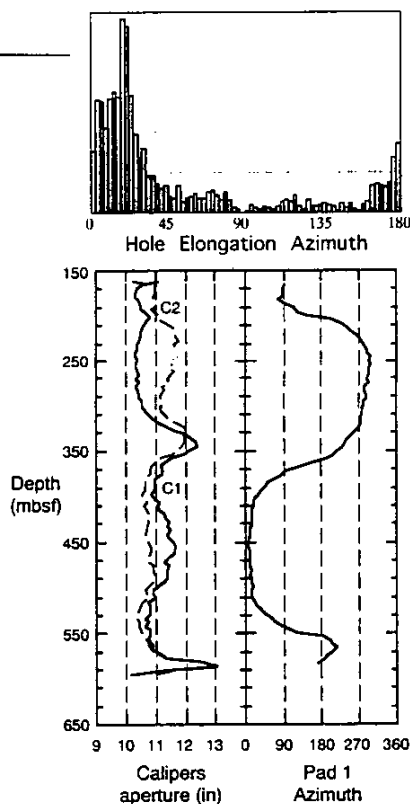 0 45 90 135 180
Hole Elongation Azimuth
150
C2
250
350
Depth
(mbsf)
C1
450
550
650
9 10 11 12 13 0 90 180 270 360
Calipers Pad 1
aperture (in) Azimuth